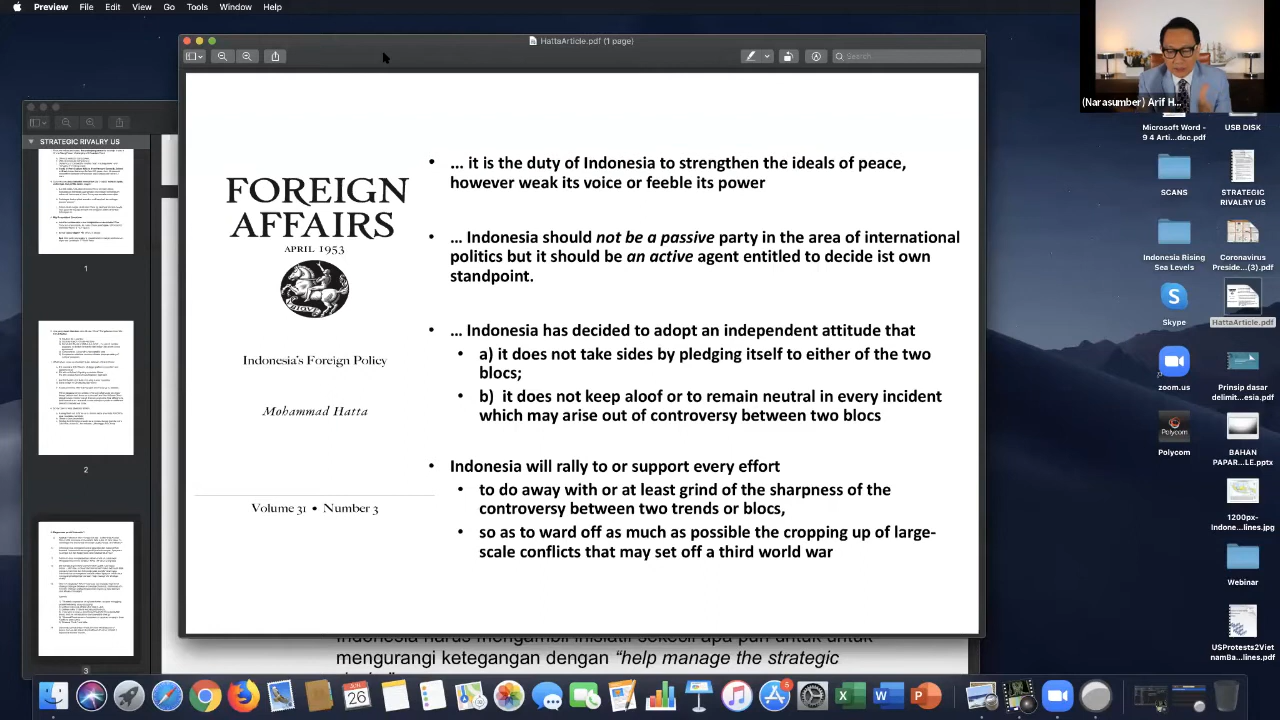 Preview File Edit View Go Tools Window Help
HattaArticle.pdf (1 page)
Search
(Narasumber) Arif H...
STRATEGIC RIVALRY US
1
2
3
FOREIGN
AFFAIRS
APRIL 1953
Indonesia's Foreign Policy
Mohammad Hatta
Volume 31 • Number 3
• ... it is the duty of Indonesia to strengthen the ideals of peace,
however weak its voice or feeble its power
• ... Indonesia should not be a passive party in the area of international
politics but it should be an active agent entitled to decide ist own
standpoint.
• ... Indonesia has decided to adopt an independent attitude that
• a) it does not take sides by pledging itself to either of the two
blocs;
• b) it does not keep aloof or to remain neutral in every incident
which may arise out of controversy between two blocs
• Indonesia will rally to or support every effort
• to do away with or at least grind of the sharpness of the
controversy between two trends or blocs,
• so as to ward off as much as possible the cropping up of large-
scale conflicts that may set off a third world war
mengurangi ketegangan dengan "help manage the strategic
Microsoft Word -
9 4 Arti...doc.pdf
USB DISK
SCANS
STRATEGIC
RIVALRY US
Indonesia Rising
Sea Levels
Coronavirus
Preside...(3).pdf
Skype
HattaArticle.pdf
zoom.us
Prinsip dasar
delimit...esia.pdf
Polycom
Polycom
BAHAN
PAPAR...LE.pptx
1200px-
Indone...lines.jpg
Webinar
USProtests2Viet
namBa...lines.pdf
SEP
26
5